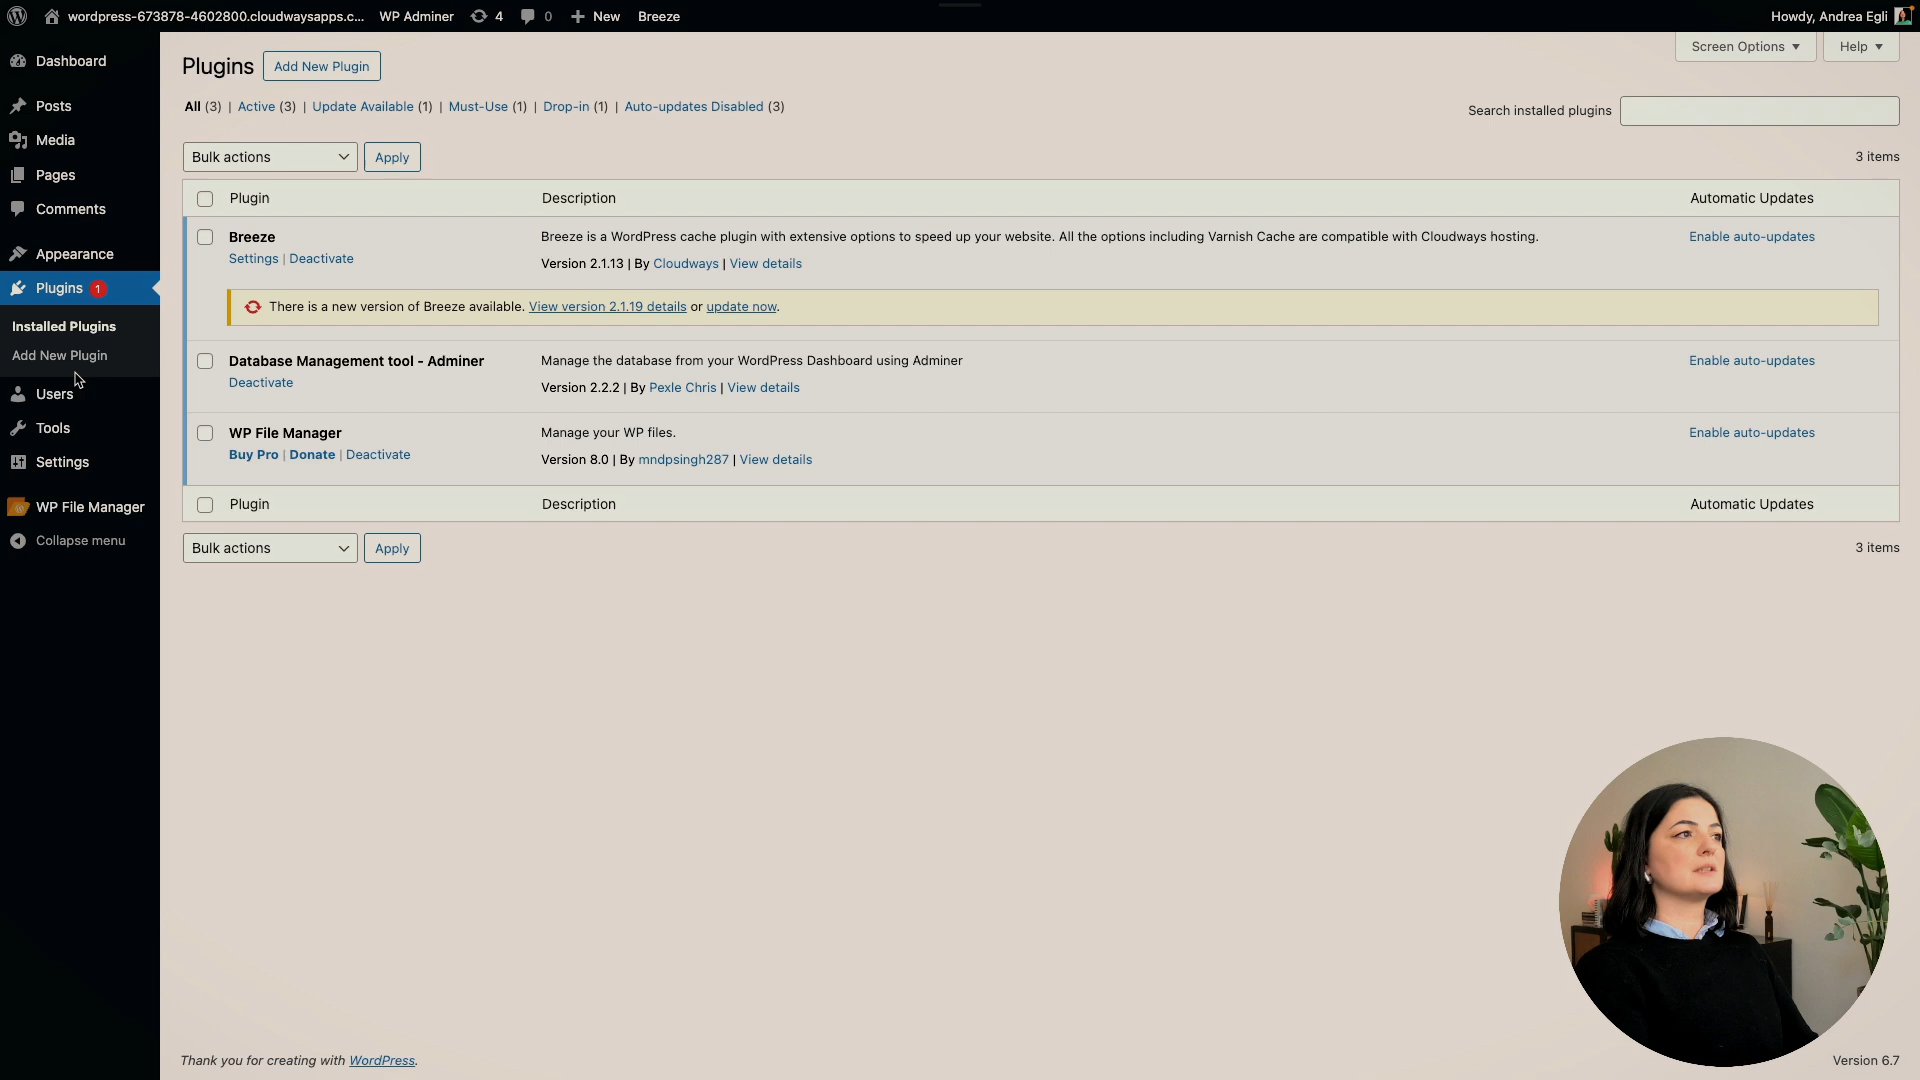 wordpress-673878-4602800.cloudwaysapps.c... WP Adminer 4 0 New Breeze Howdy, Andrea Egli
Dashboard
Posts
Media
Pages
Comments
Appearance
Plugins 1
Installed Plugins
Add New Plugin
Users
Tools
Settings
WP File Manager
Collapse menu
Screen Options Help
Plugins Add New Plugin
All (3) | Active (3) | Update Available (1) | Must-Use (1) | Drop-in (1) | Auto-updates Disabled (3)
Search installed plugins
Bulk actions Apply 3 items
Plugin Description Automatic Updates
Breeze Breeze is a WordPress cache plugin with extensive options to speed up your website. All the options including Varnish Cache are compatible with Cloudways hosting. Enable auto-updates
Settings | Deactivate Version 2.1.13 | By Cloudways | View details
There is a new version of Breeze available. View version 2.1.19 details or update now.
Database Management tool - Adminer Manage the database from your WordPress Dashboard using Adminer Enable auto-updates
Deactivate Version 2.2.2 | By Pexle Chris | View details
WP File Manager Manage your WP files. Enable auto-updates
Buy Pro | Donate | Deactivate Version 8.0 | By mndpsingh287 | View details
Plugin Description Automatic Updates
Bulk actions Apply 3 items
Thank you for creating with WordPress. Version 6.7